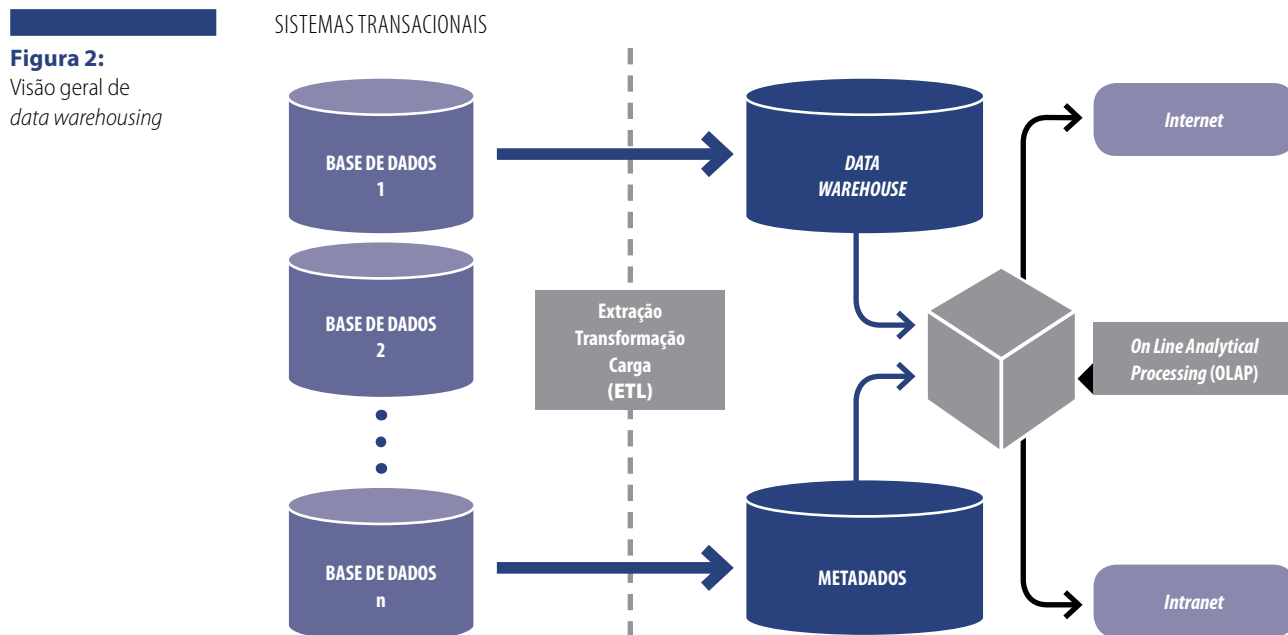 SISTEMAS TRANSACIONAIS
Figura 2:
Visão geral de
data warehousing
BASE DE DADOS
1
DATA
WAREHOUSE
Internet
BASE DE DADOS
2
Extração
Transformação
Carga
(ETL)
On Line Analytical
Processing (OLAP)
BASE DE DADOS
n
METADADOS
Intranet